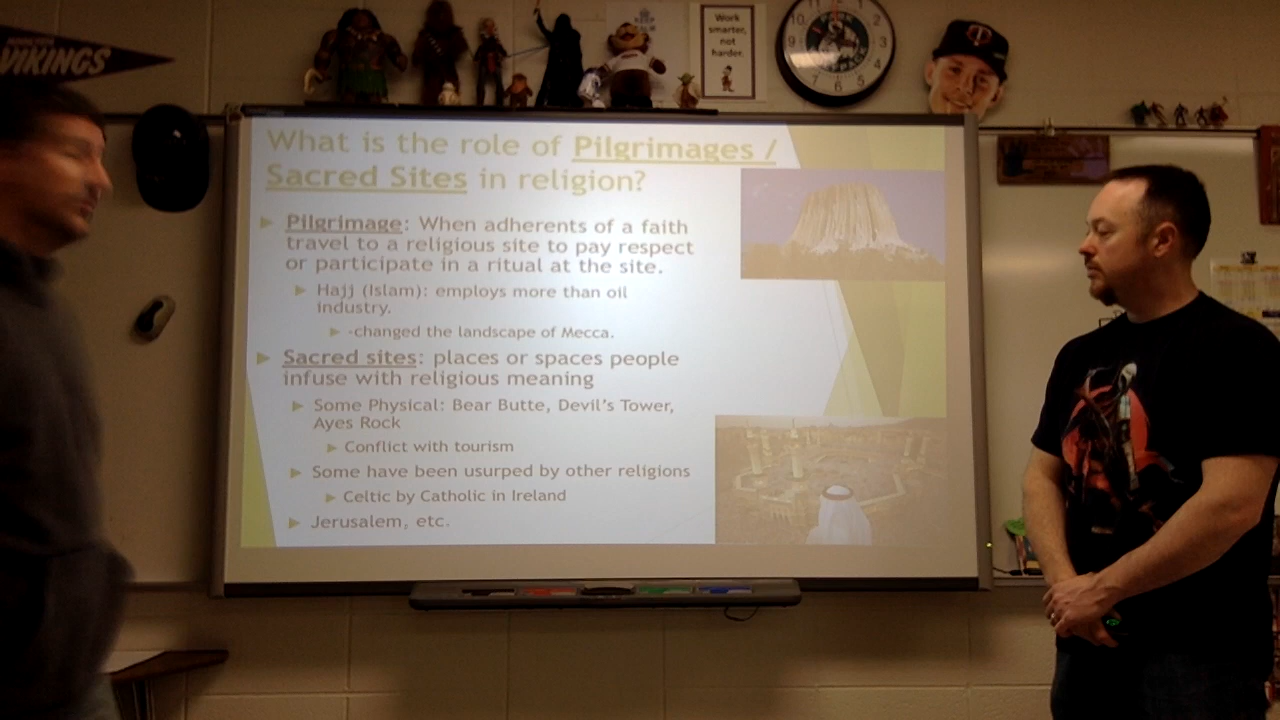 VIKINGS
KEEP
Work
smarter,
not
harder.
What is the role of Pilgrimages /
Sacred Sites in religion?
Pilgrimage: When adherents of a faith
travel to a religious site to pay respect
or participate in a ritual at the site.
Hajj (Islam): employs more than oil
industry.
-changed the landscape of Mecca.
Sacred sites: places or spaces people
infuse with religious meaning
Some Physical: Bear Butte, Devil's Tower,
Ayes Rock
Conflict with tourism
Some have been usurped by other religions
Celtic by Catholic in Ireland
Jerusalem, etc.